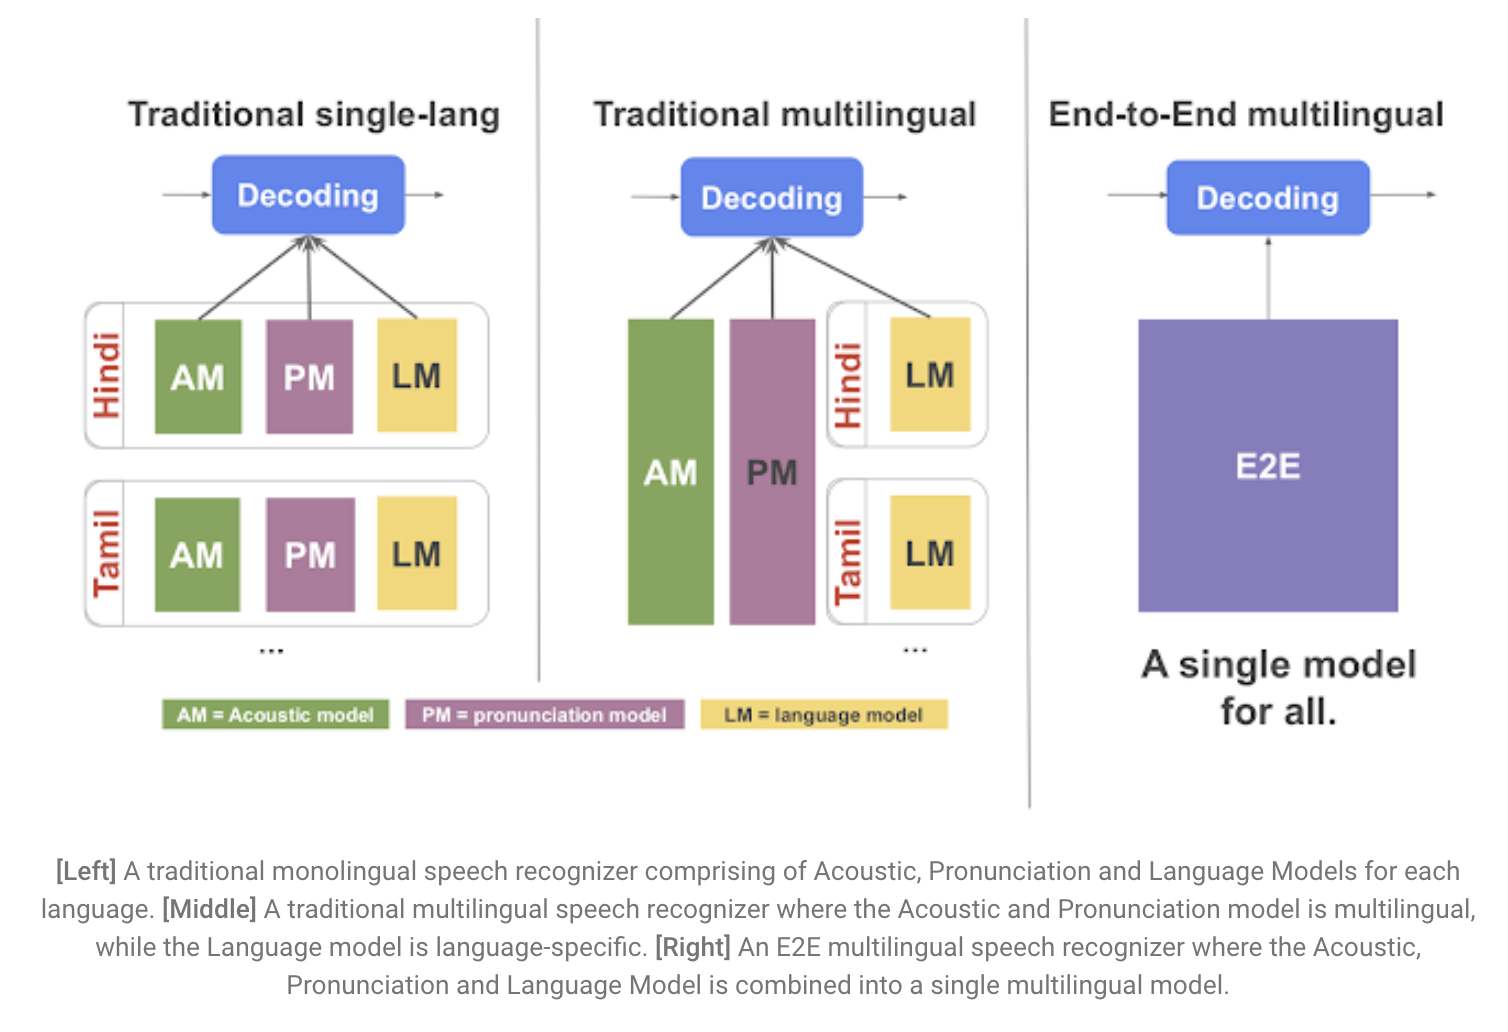 Traditional single-lang
Decoding
Hindi
AM
PM
LM
Tamil
AM
PM
LM
...
Traditional multilingual
Decoding
AM
PM
Hindi
LM
Tamil
LM
...
AM = Acoustic model
PM = pronunciation model
LM = language model
End-to-End multilingual
Decoding
E2E
A single model
for all.
[Left] A traditional monolingual speech recognizer comprising of Acoustic, Pronunciation and Language Models for each
language. [Middle] A traditional multilingual speech recognizer where the Acoustic and Pronunciation model is multilingual,
while the Language model is language-specific. [Right] An E2E multilingual speech recognizer where the Acoustic,
Pronunciation and Language Model is combined into a single multilingual model.